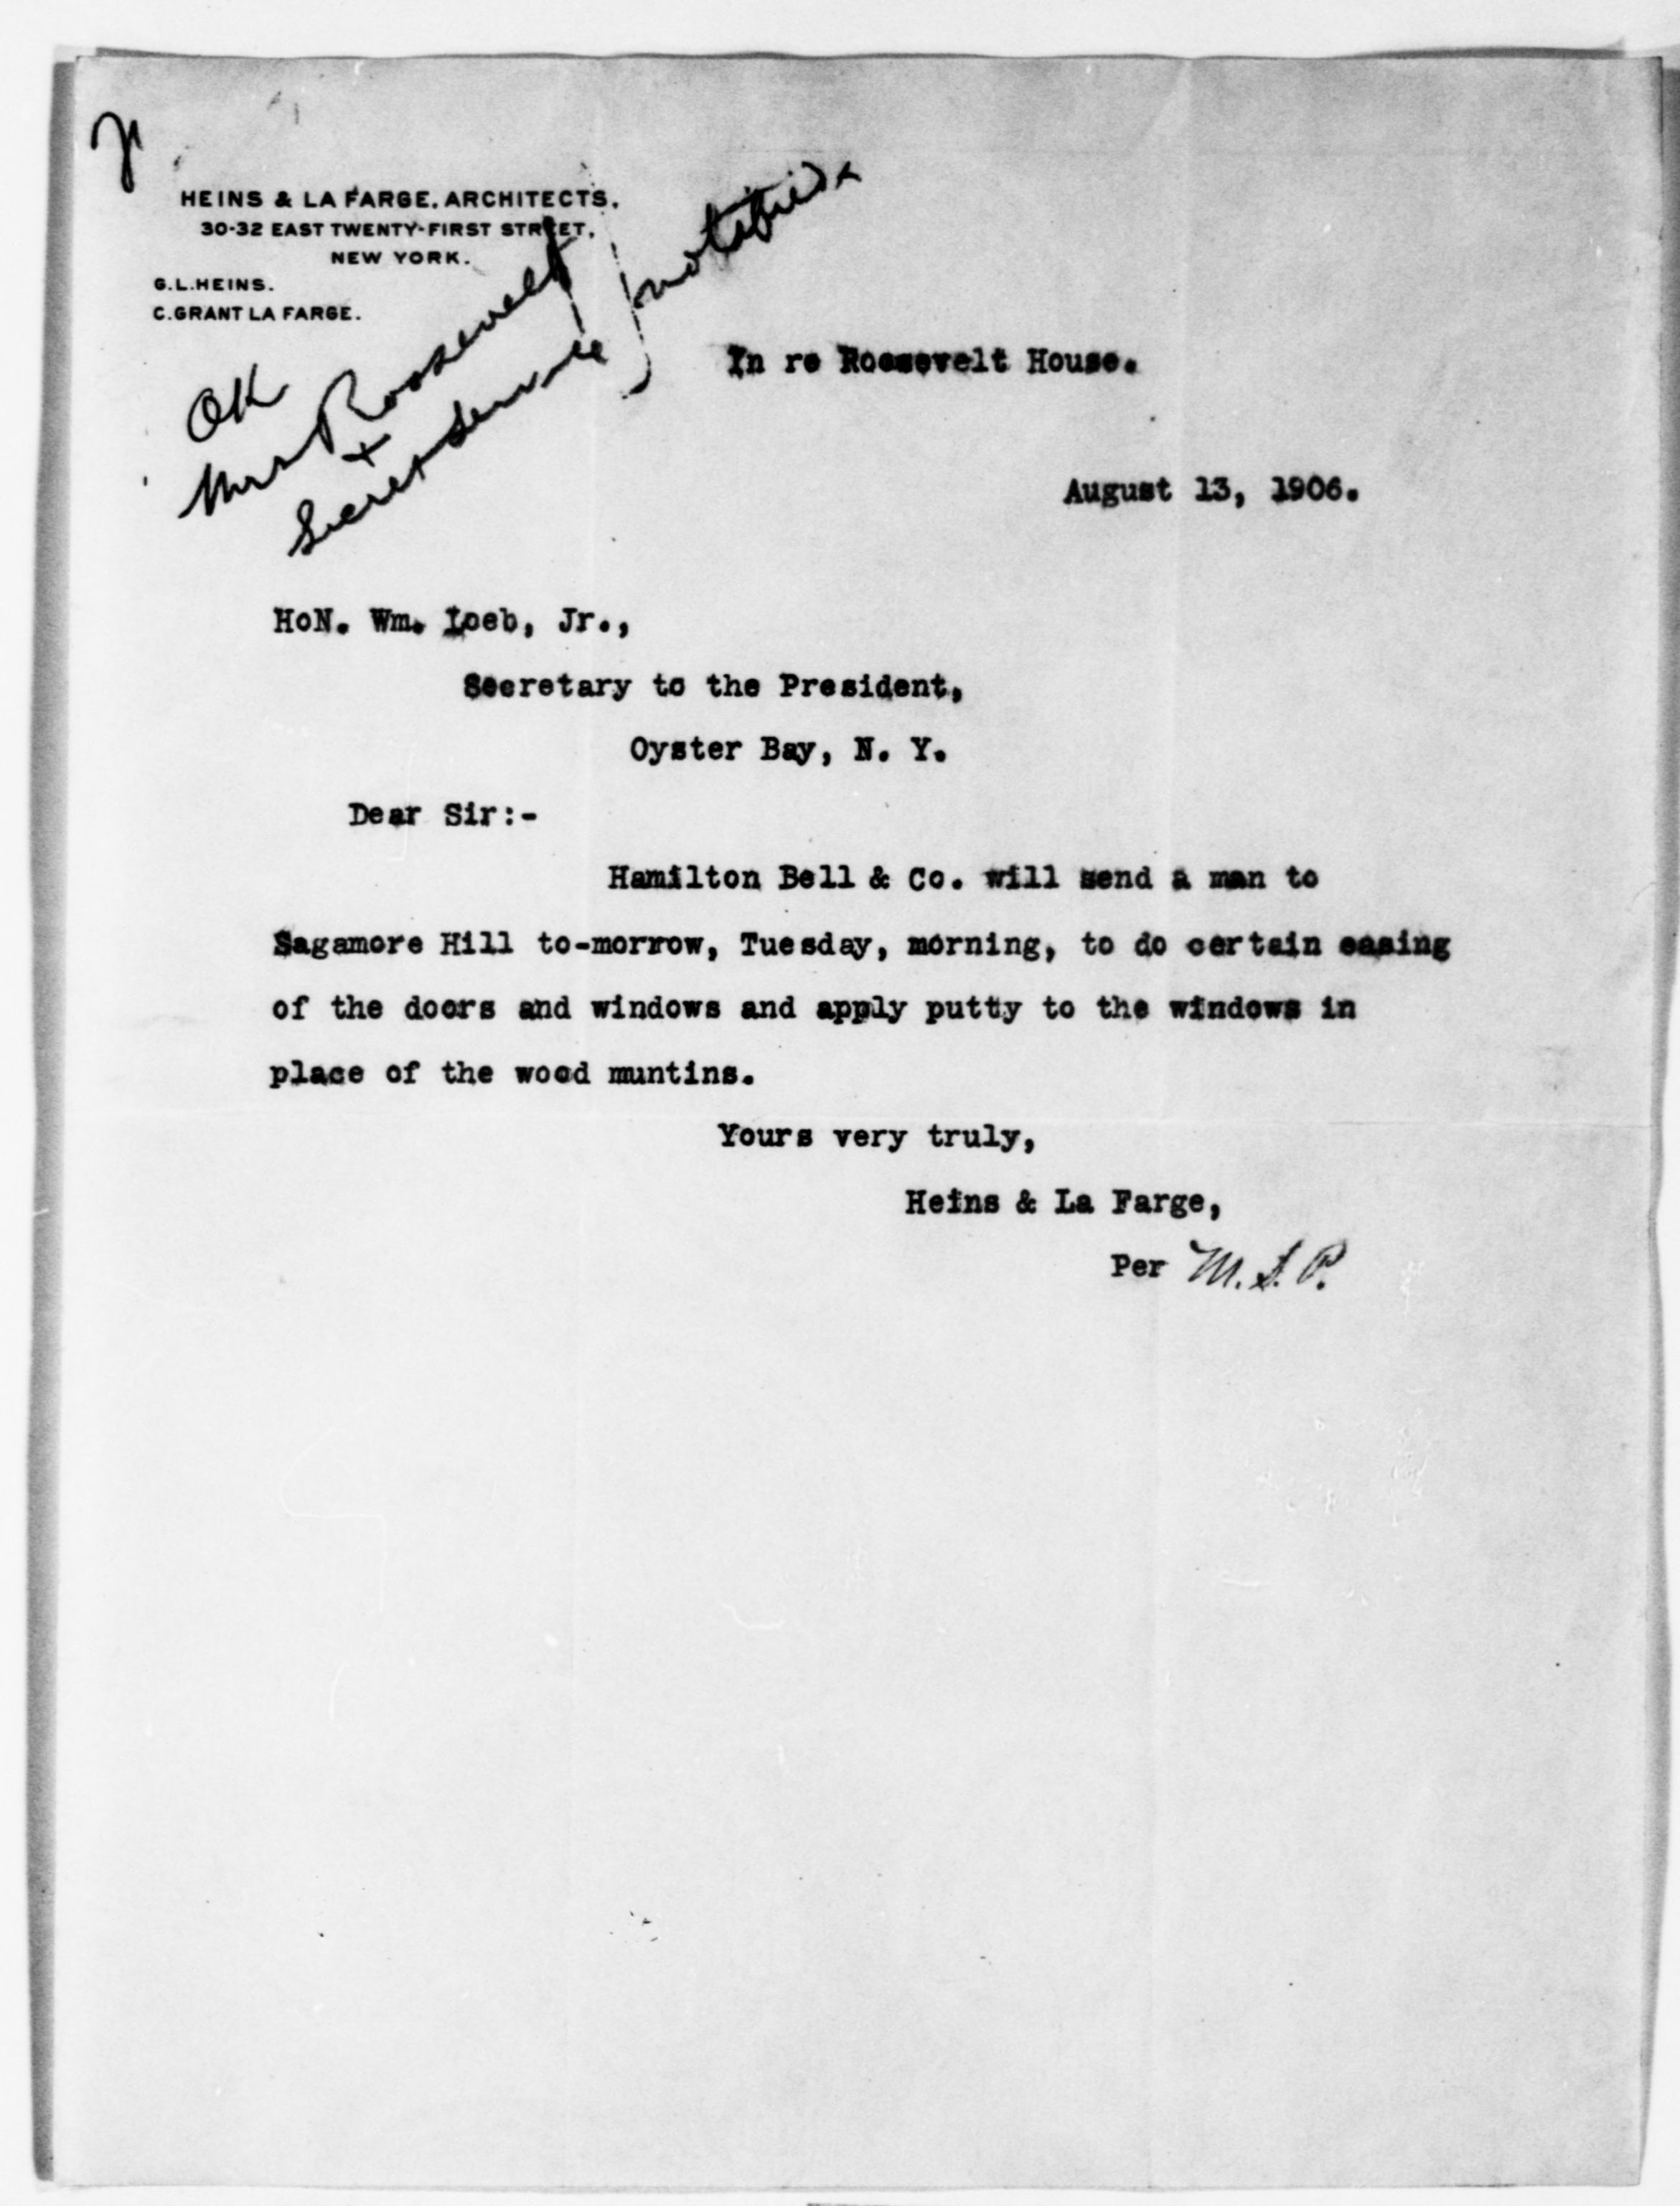 HEINS & LA FARGE, ARCHITECTS,
30-32 EAST TWENTY-FIRST STREET,
NEW YORK.
G.L.HEINS.
C.GRANT LA FARGE.
OK
Mrs Roosevelt
+
Secret Service
notified
In re Roosevelt House.
August 13, 1906.
HoN. Wm. Loeb, Jr.,
Secretary to the President,
Oyster Bay, N. Y.
Dear Sir:-
Hamilton Bell & Co. will send a man to
Sagamore Hill to-morrow, Tuesday, morning, to do certain easing
of the doors and windows and apply putty to the windows in
place of the wood muntins.
Yours very truly,
Heins & La Farge,
Per M.S.P.